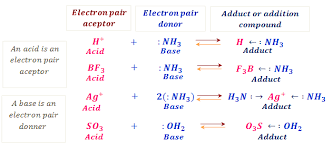 Electron pair aceptor
Electron pair donor
Adduct or addition compound
An acid is an electron pair aceptor
A base is an electron pair donner
H⁺ + :NH₃ ⇌ H ←:NH₃
Acid Base Adduct
BF₃ + :NH₃ ⇌ F₃B ←:NH₃
Acid Base Adduct
Ag⁺ + 2(:NH₃) ⇌ H₃N:→ Ag⁺ ←:NH₃
Acid Base Adduct
SO₃ + :OH₂ ⇌ O₃S ←:OH₂
Acid Base Adduct